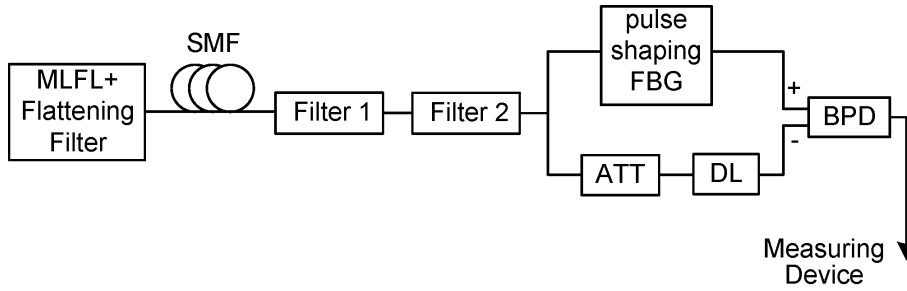 SMF
MLFL+
Flattening
Filter
Filter 1
Filter 2
pulse
shaping
FBG
ATT
DL
+
-
BPD
Measuring
Device